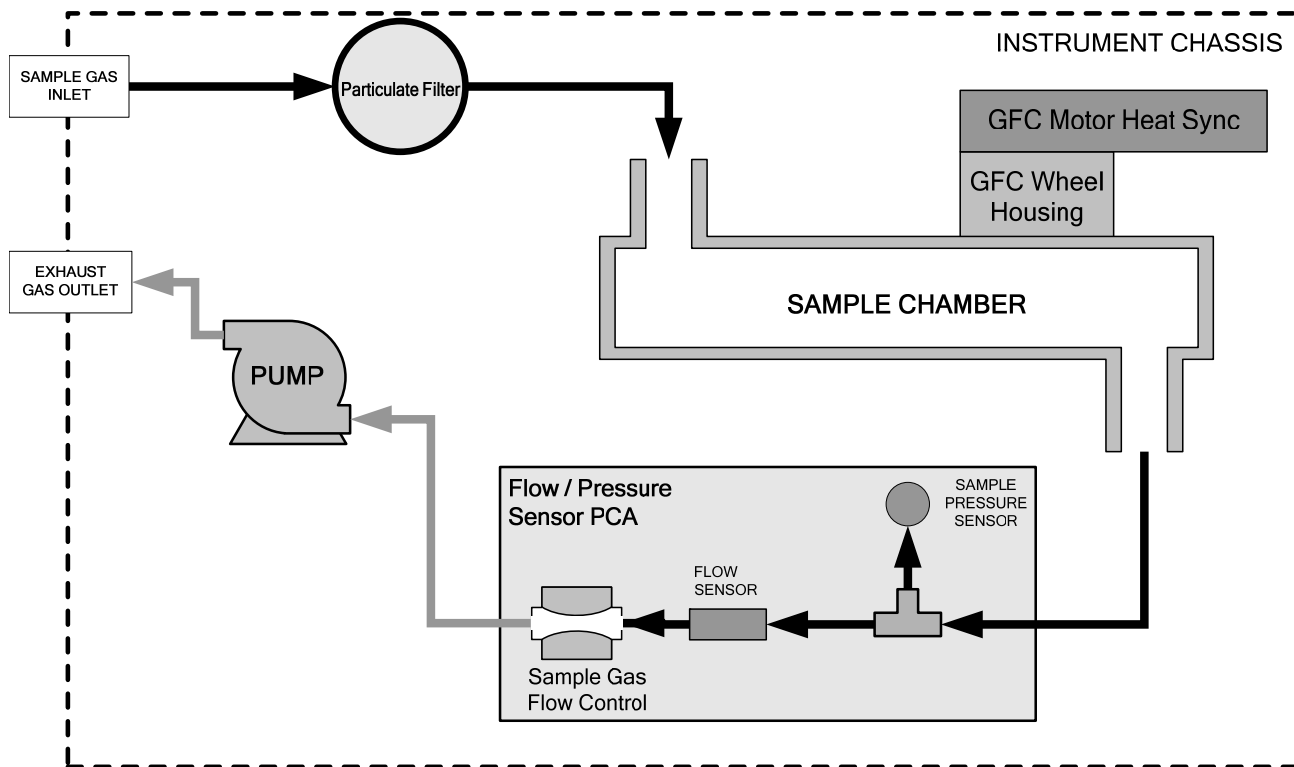 INSTRUMENT CHASSIS
SAMPLE GAS
INLET
Particulate Filter
GFC Motor Heat Sync
GFC Wheel
Housing
EXHAUST
GAS OUTLET
SAMPLE CHAMBER
PUMP
Flow / Pressure
Sensor PCA
SAMPLE
PRESSURE
SENSOR
FLOW
SENSOR
Sample Gas
Flow Control